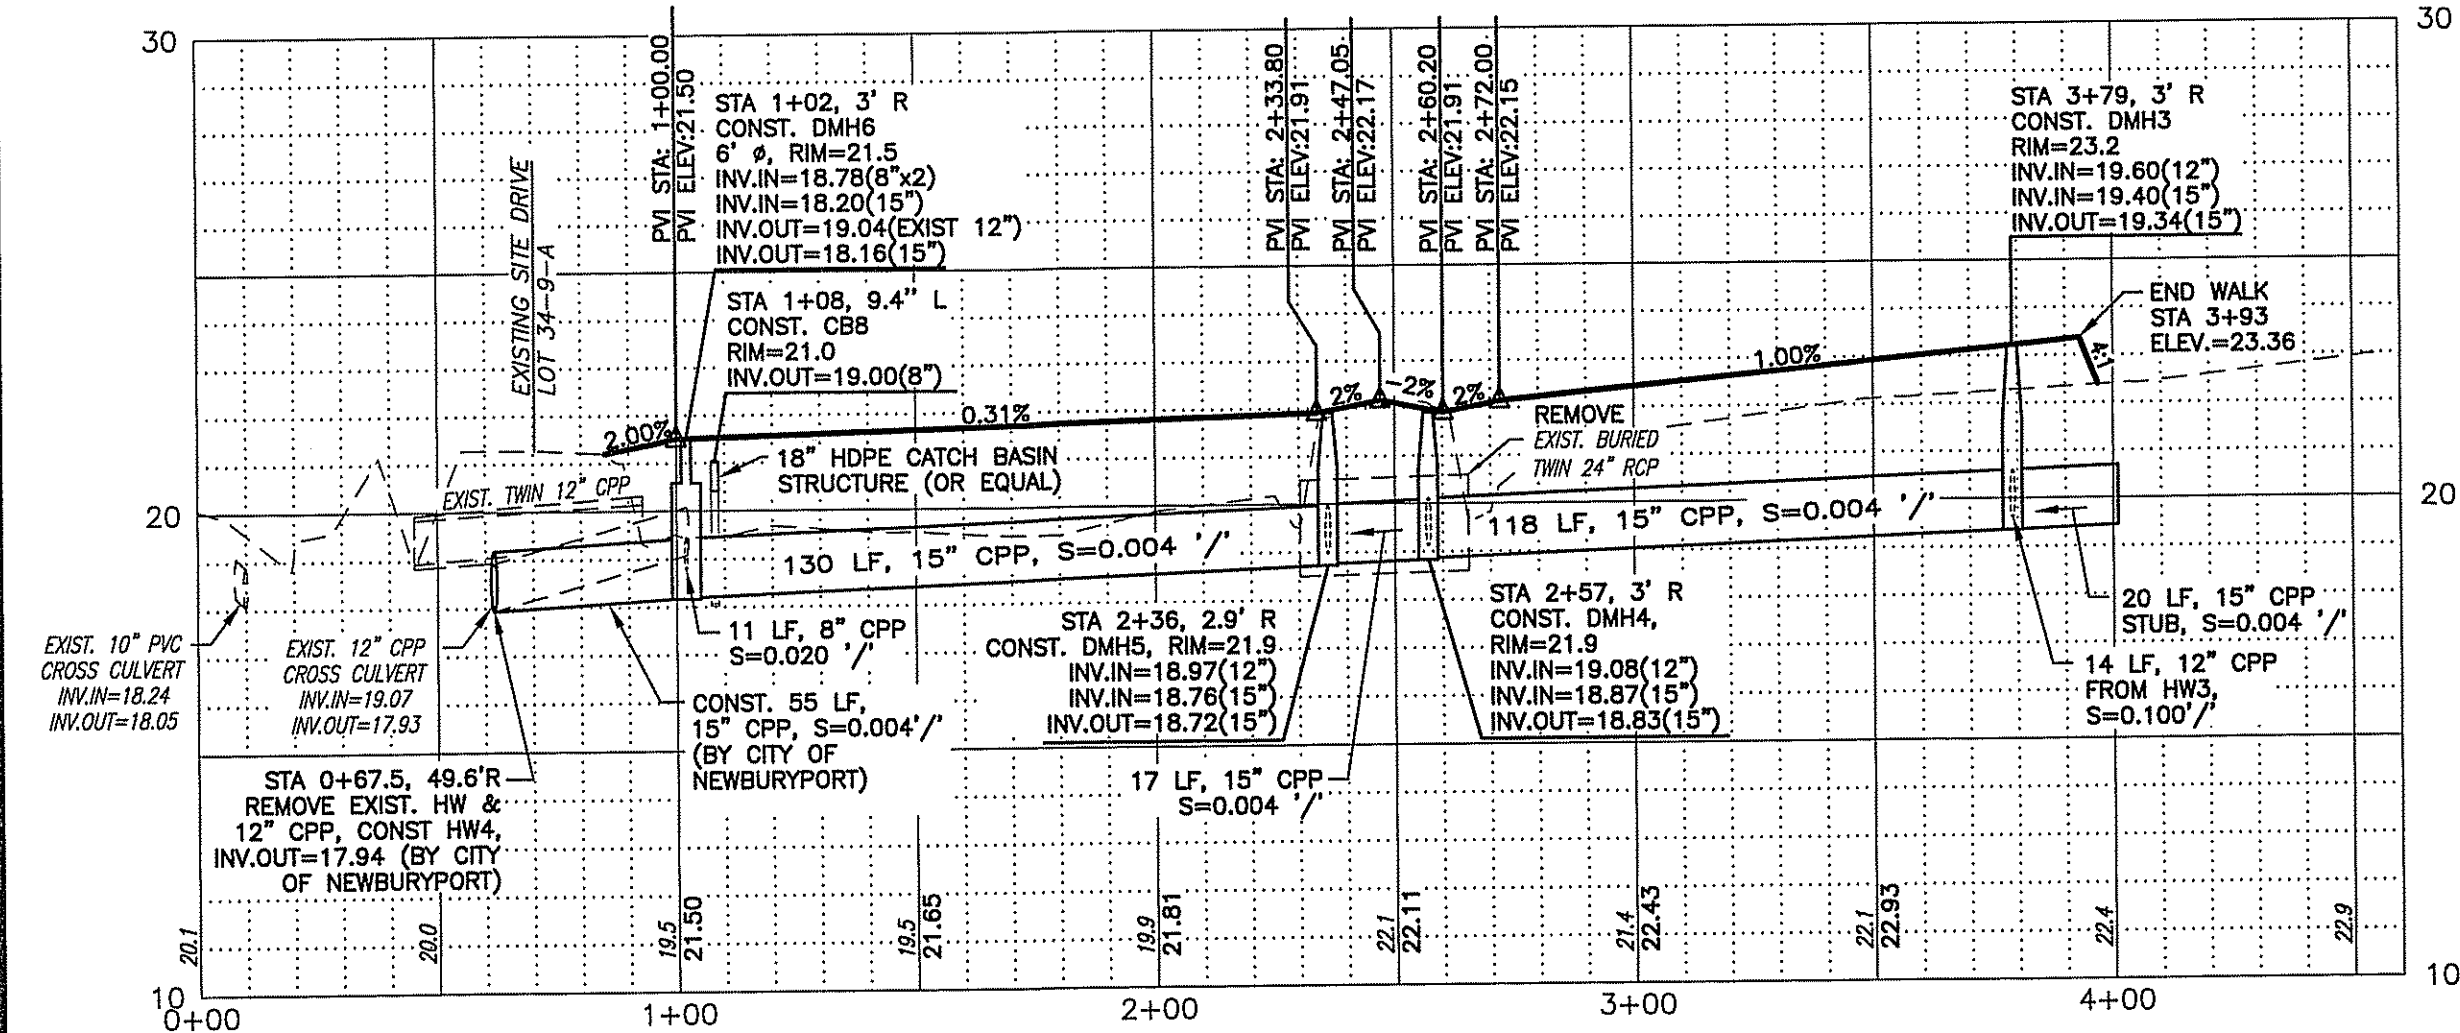 30
30
PVI STA: 1+00.00
PVI ELEV:21.50
STA 1+02, 3' R
CONST. DMH6
6' ø, RIM=21.5
INV.IN=18.78(8"x2)
INV.IN=18.20(15")
INV.OUT=19.04(EXIST 12")
INV.OUT=18.16(15")
PVI STA: 2+33.80
PVI ELEV:21.91
PVI STA: 2+47.05
PVI ELEV:22.17
PVI STA: 2+60.20
PVI ELEV:21.91
PVI STA: 2+72.00
PVI ELEV:22.15
STA 3+79, 3' R
CONST. DMH3
RIM=23.2
INV.IN=19.60(12")
INV.IN=19.40(15")
INV.OUT=19.34(15")
EXISTING SITE DRIVE
LOT 34-9-A
STA 1+08, 9.4" L
CONST. CB8
RIM=21.0
INV.OUT=19.00(8")
END WALK
STA 3+93
ELEV.=23.36
4:1
2.00%
0.31%
2%
-2%
2%
1.00%
REMOVE
EXIST. BURIED
TWIN 24" RCP
18" HDPE CATCH BASIN
STRUCTURE (OR EQUAL)
EXIST. TWIN 12" CPP
20
20
130 LF, 15" CPP, S=0.004 '/'
118 LF, 15" CPP, S=0.004 '/'
EXIST. 10" PVC
CROSS CULVERT
INV.IN=18.24
INV.OUT=18.05
EXIST. 12" CPP
CROSS CULVERT
INV.IN=19.07
INV.OUT=17.93
11 LF, 8" CPP
S=0.020 '/'
CONST. 55 LF,
15" CPP, S=0.004'/'
(BY CITY OF
NEWBURYPORT)
STA 2+36, 2.9' R
CONST. DMH5, RIM=21.9
INV.IN=18.97(12")
INV.IN=18.76(15")
INV.OUT=18.72(15")
STA 2+57, 3' R
CONST. DMH4,
RIM=21.9
INV.IN=19.08(12")
INV.IN=18.87(15")
INV.OUT=18.83(15")
20 LF, 15" CPP
STUB, S=0.004 '/'
14 LF, 12" CPP
FROM HW3,
S=0.100'/'
STA 0+67.5, 49.6'R
REMOVE EXIST. HW &
12" CPP, CONST HW4,
INV.OUT=17.94 (BY CITY
OF NEWBURYPORT)
17 LF, 15" CPP
S=0.004 '/'
20.1
20.0
19.5
21.50
19.5
21.65
19.9
21.81
22.1
22.11
21.4
22.43
22.1
22.93
22.4
22.9
10
10
0+00
1+00
2+00
3+00
4+00